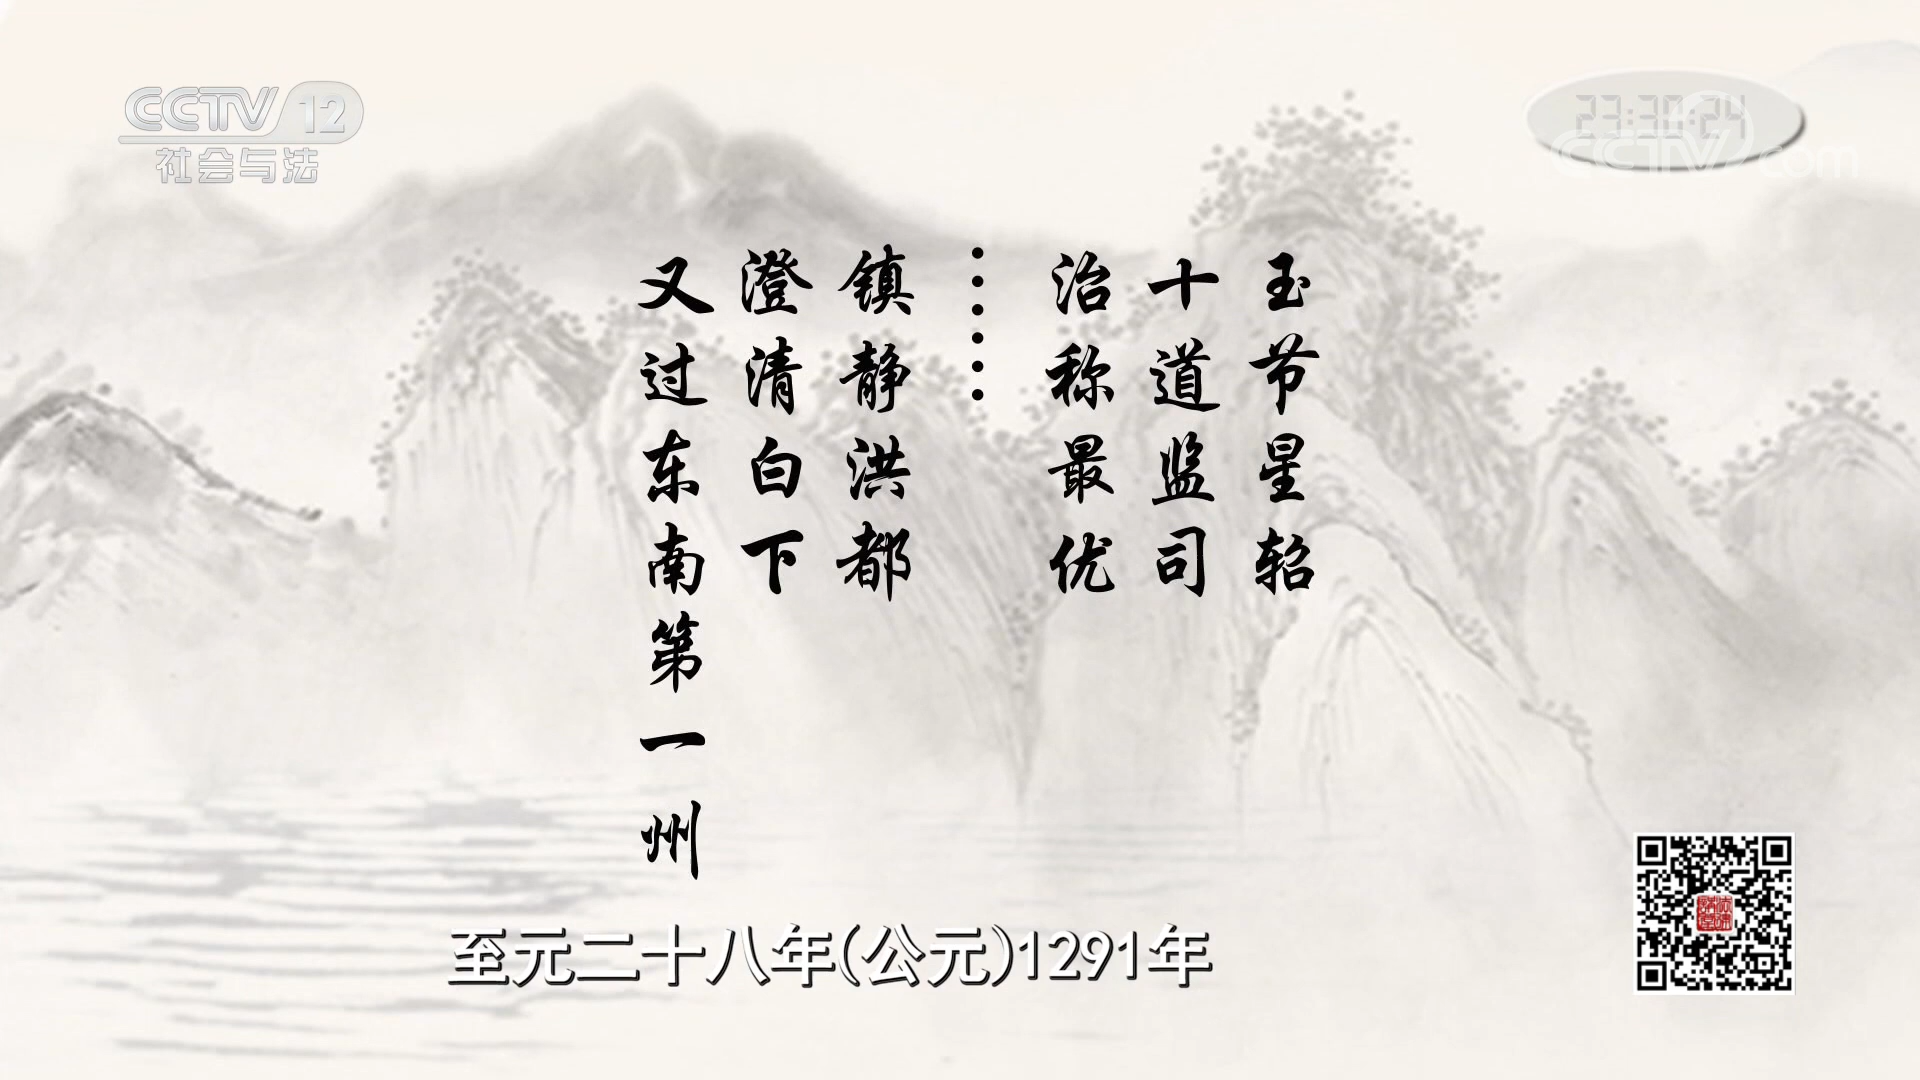 CCTV 12
社会与法
23:30:24
CCTV.com
玉节星轺
十道监司
治称最优
……
镇静洪都
澄清白下
又过东南第一州
至元二十八年(公元)1291年